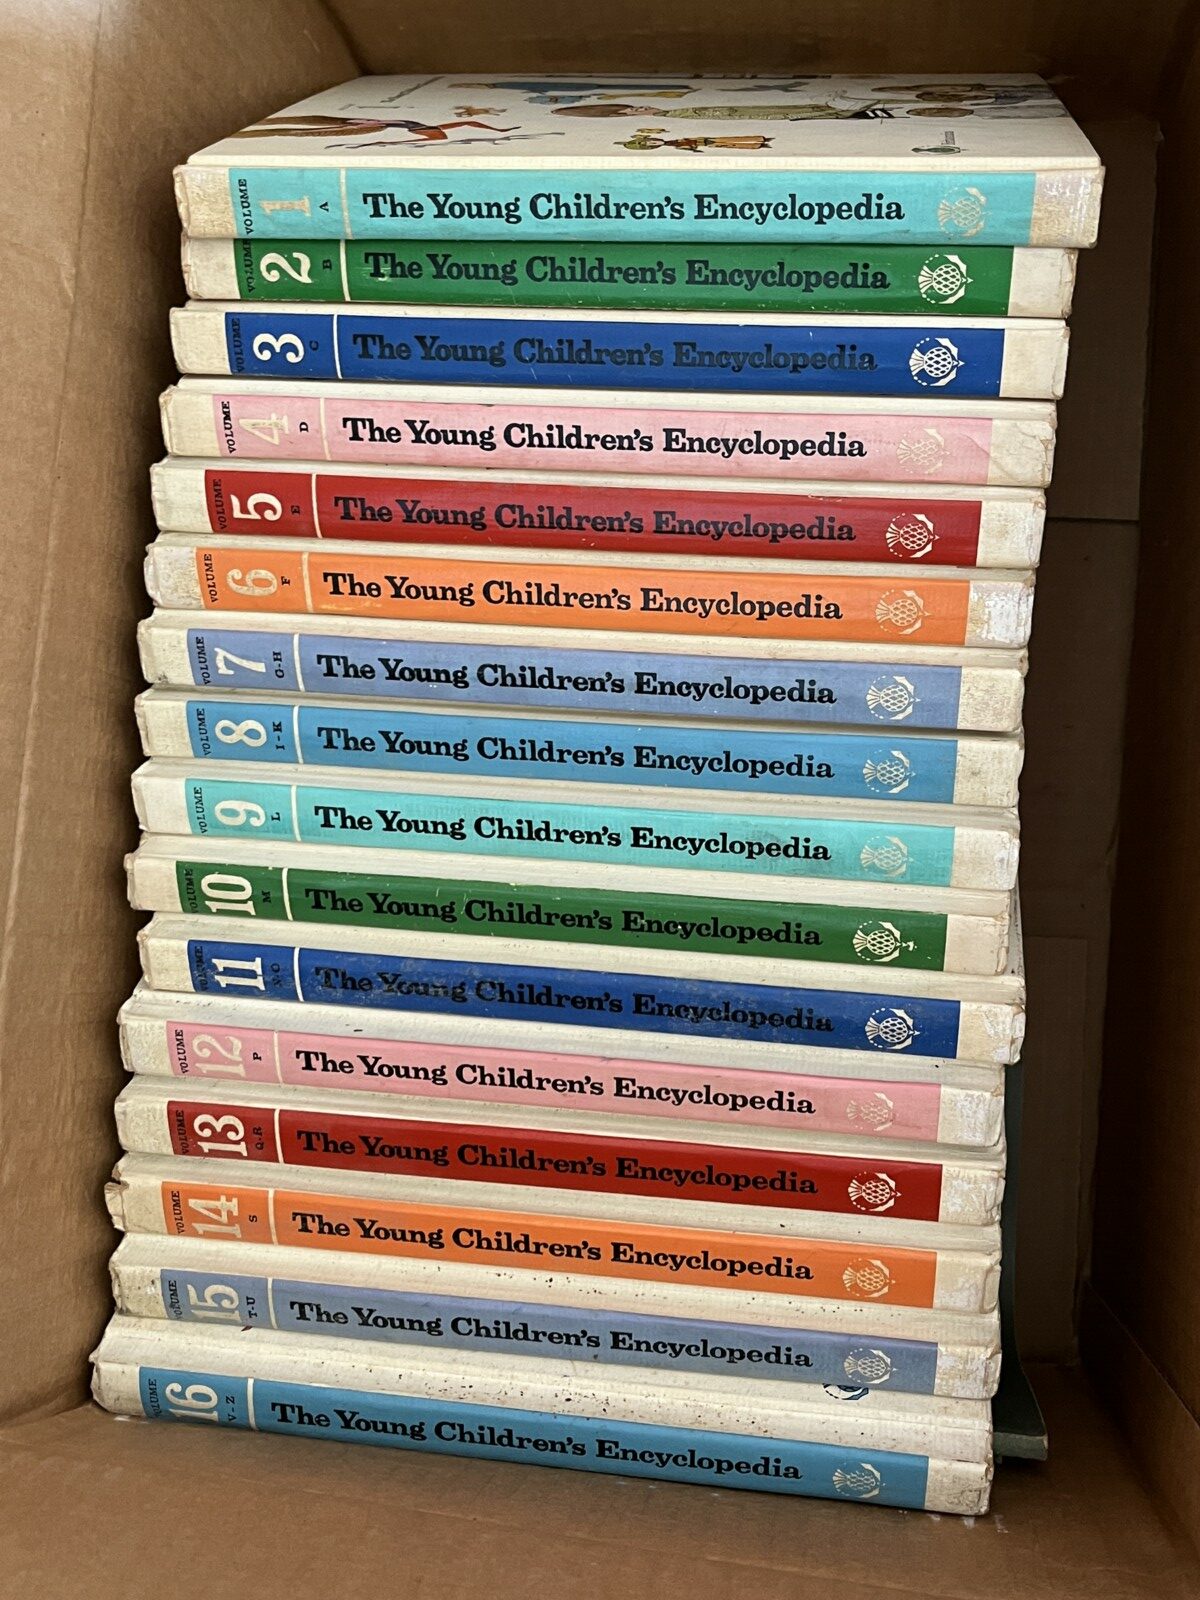 VOLUME 1 A The Young Children's Encyclopedia
VOLUME 2 B The Young Children's Encyclopedia
VOLUME 3 C The Young Children's Encyclopedia
VOLUME 4 D The Young Children's Encyclopedia
VOLUME 5 E The Young Children's Encyclopedia
VOLUME 6 F The Young Children's Encyclopedia
VOLUME 7 G-H The Young Children's Encyclopedia
VOLUME 8 I-K The Young Children's Encyclopedia
VOLUME 9 L The Young Children's Encyclopedia
VOLUME 10 M The Young Children's Encyclopedia
VOLUME 11 N-O The Young Children's Encyclopedia
VOLUME 12 P The Young Children's Encyclopedia
VOLUME 13 Q-R The Young Children's Encyclopedia
VOLUME 14 S The Young Children's Encyclopedia
VOLUME 15 T-U The Young Children's Encyclopedia
VOLUME 16 V-Z The Young Children's Encyclopedia